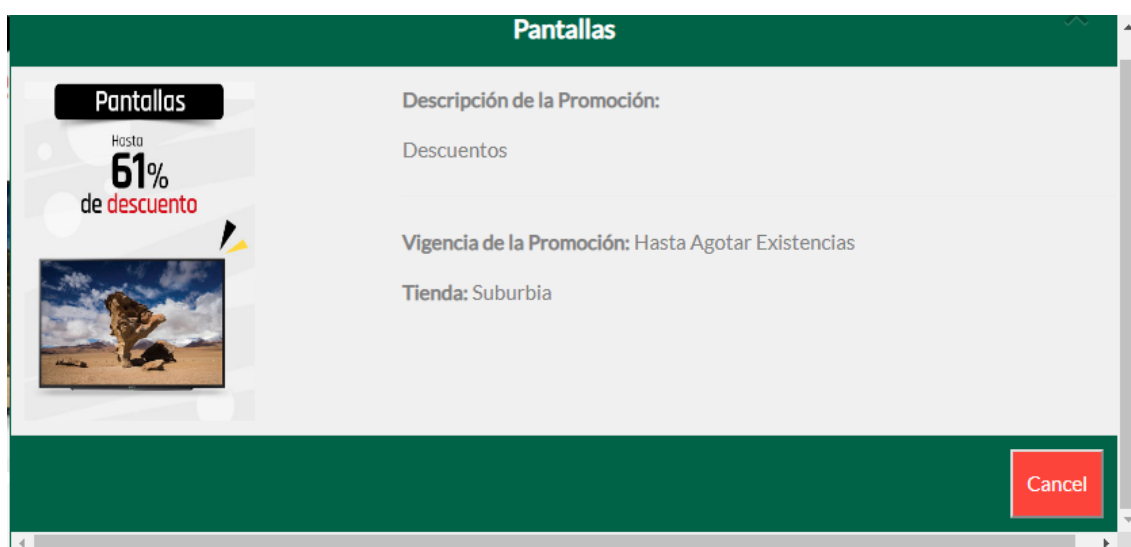 Pantallas
Pantallas
Hasta
61%
de descuento
Descripción de la Promoción:
Descuentos
Vigencia de la Promoción: Hasta Agotar Existencias
Tienda: Suburbia
Cancel